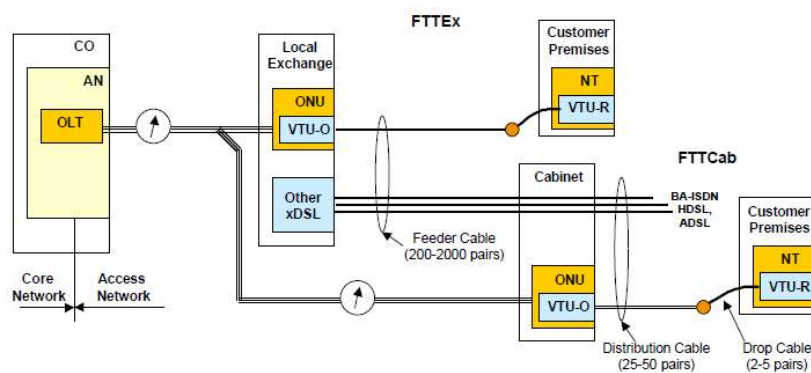 FTTEx
CO
AN
OLT
Local
Exchange
ONU
VTU-O
Other
xDSL
Customer
Premises
NT
VTU-R
FTTCab
Cabinet
BA-ISDN
HDSL,
ADSL
Customer
Premises
NT
VTU-R
ONU
VTU-O
Feeder Cable
(200-2000 pairs)
Core
Network
Access
Network
Distribution Cable
(25-50 pairs)
Drop Cable
(2-5 pairs)